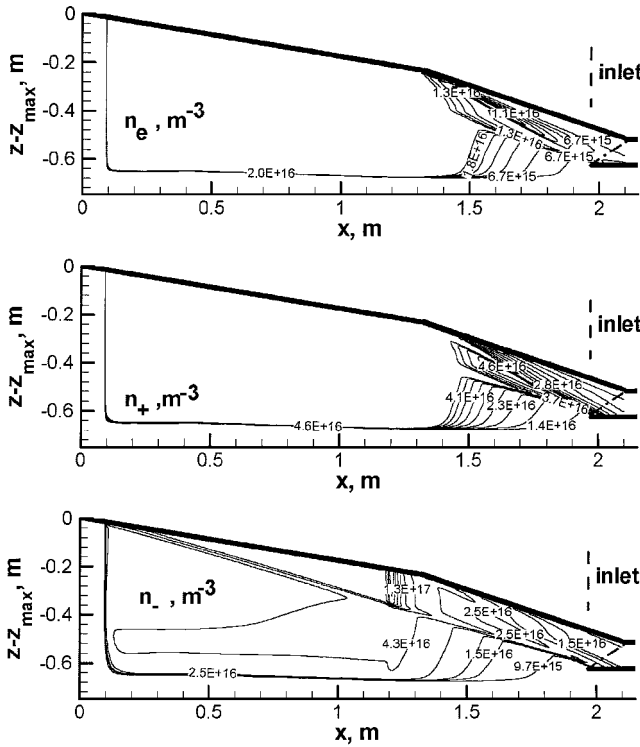 0
-0.2
-0.4
-0.6
z-z_max, m
n_e , m^-3
inlet
1.3E+16
1.1E+16
1.3E+16
6.7E+15
1.8E+16
6.7E+15
2.0E+16
0 0.5 1 1.5 2
x, m
0
-0.2
-0.4
-0.6
z-z_max, m
n_+ , m^-3
inlet
4.6E+16
2.8E+16
3.7E+16
4.1E+16
2.3E+16
1.4E+16
4.6E+16
0 0.5 1 1.5 2
x, m
0
-0.2
-0.4
-0.6
z-z_max, m
n_- , m^-3
inlet
1.3E+17
2.5E+16
2.5E+16
1.5E+16
4.3E+16
1.5E+16
9.7E+15
2.5E+16
0 0.5 1 1.5 2
x, m